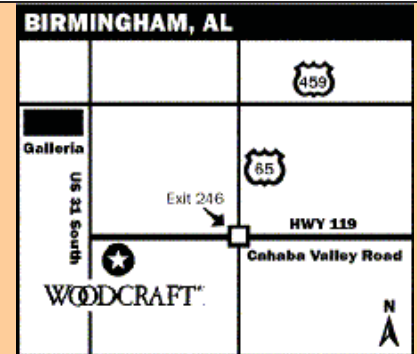 BIRMINGHAM, AL
459
Galleria
65
US 31 South
Exit 246
HWY 119
Cahaba Valley Road
WOODCRAFT
N